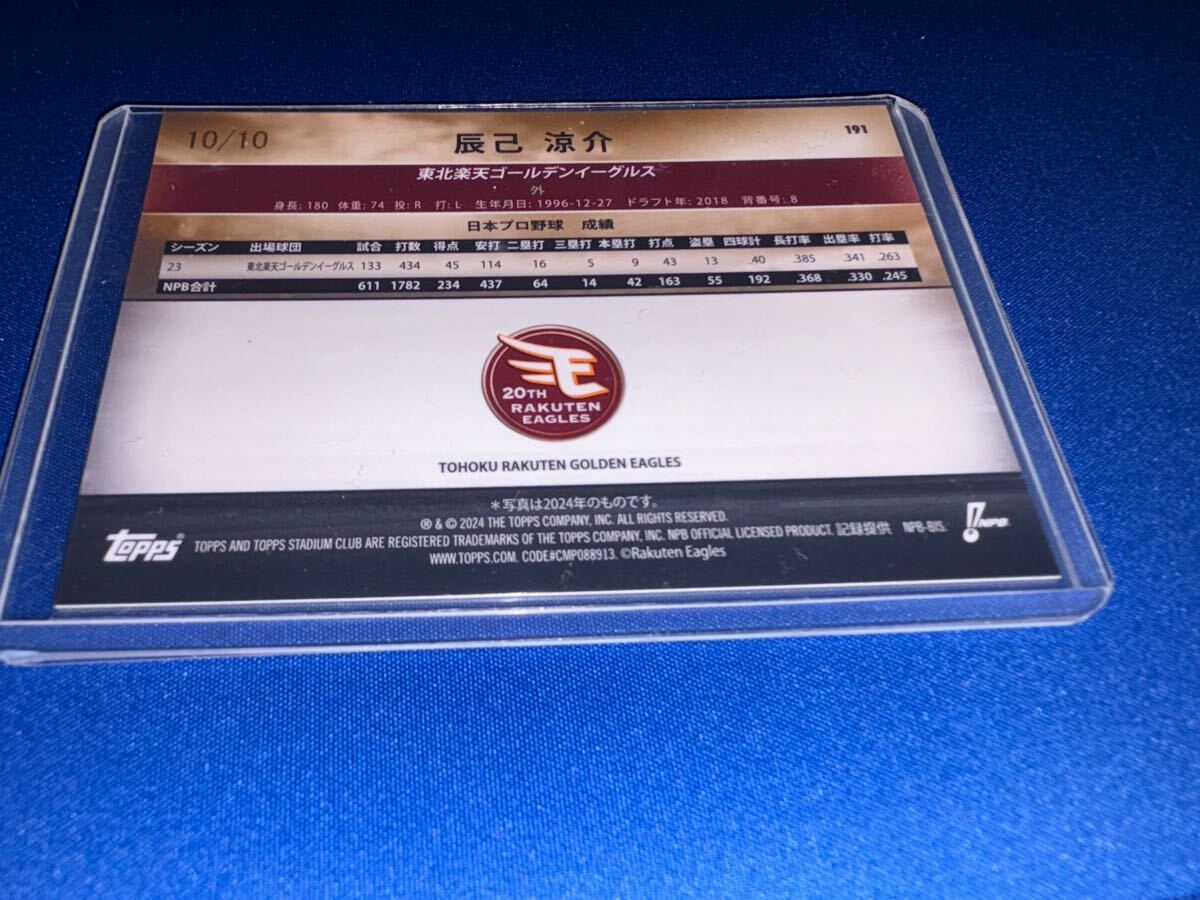 10/10 辰己 涼介 191
東北楽天ゴールデンイーグルス
外
身長: 180 体重: 74 投: R 打: L 生年月日: 1996-12-27 ドラフト年: 2018 背番号: 8
日本プロ野球 成績
シーズン 出場球団 試合 打数 得点 安打 二塁打 三塁打 本塁打 打点 盗塁 四球計 長打率 出塁率 打率
23 東北楽天ゴールデンイーグルス 133 434 45 114 16 5 9 43 13 40 .385 .341 .263
NPB合計 611 1782 234 437 64 14 42 163 55 192 .368 .330 .245
E
20TH
RAKUTEN
EAGLES
TOHOKU RAKUTEN GOLDEN EAGLES
＊写真は2024年のものです。
® & © 2024 THE TOPPS COMPANY, INC. ALL RIGHTS RESERVED.
topps TOPPS AND TOPPS STADIUM CLUB ARE REGISTERED TRADEMARKS OF THE TOPPS COMPANY, INC. NPB OFFICIAL LICENSED PRODUCT. 記録提供 NPB-BIS. NPB
WWW.TOPPS.COM. CODE#CMP088913. ©Rakuten Eagles